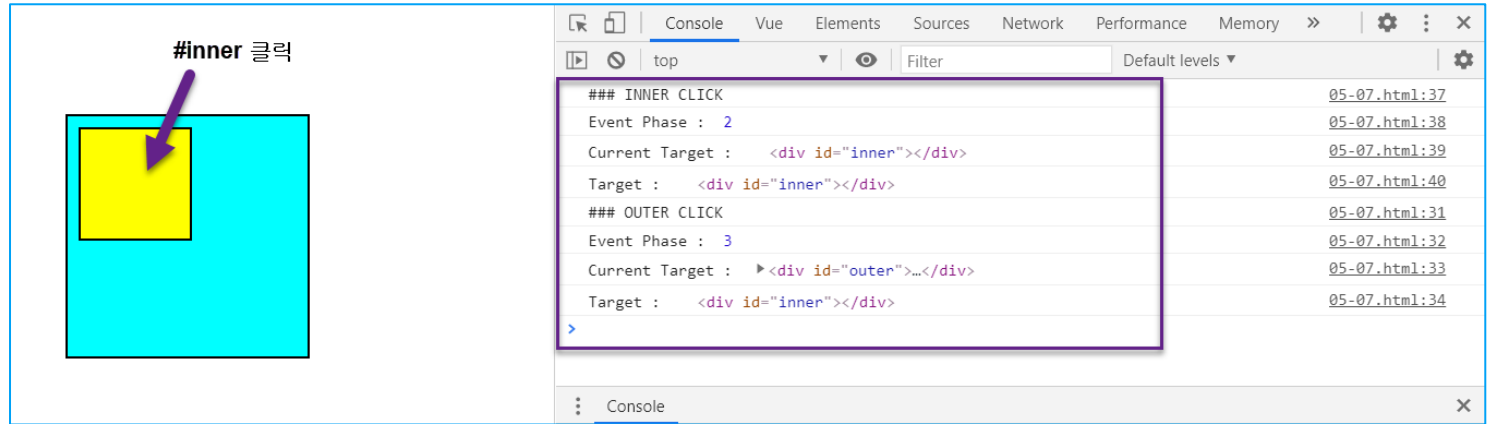 #inner 클릭
Console Vue Elements Sources Network Performance Memory »
top Filter Default levels
### INNER CLICK 05-07.html:37
Event Phase : 2 05-07.html:38
Current Target : <div id="inner"></div> 05-07.html:39
Target : <div id="inner"></div> 05-07.html:40
### OUTER CLICK 05-07.html:31
Event Phase : 3 05-07.html:32
Current Target : <div id="outer">…</div> 05-07.html:33
Target : <div id="inner"></div> 05-07.html:34
>
Console